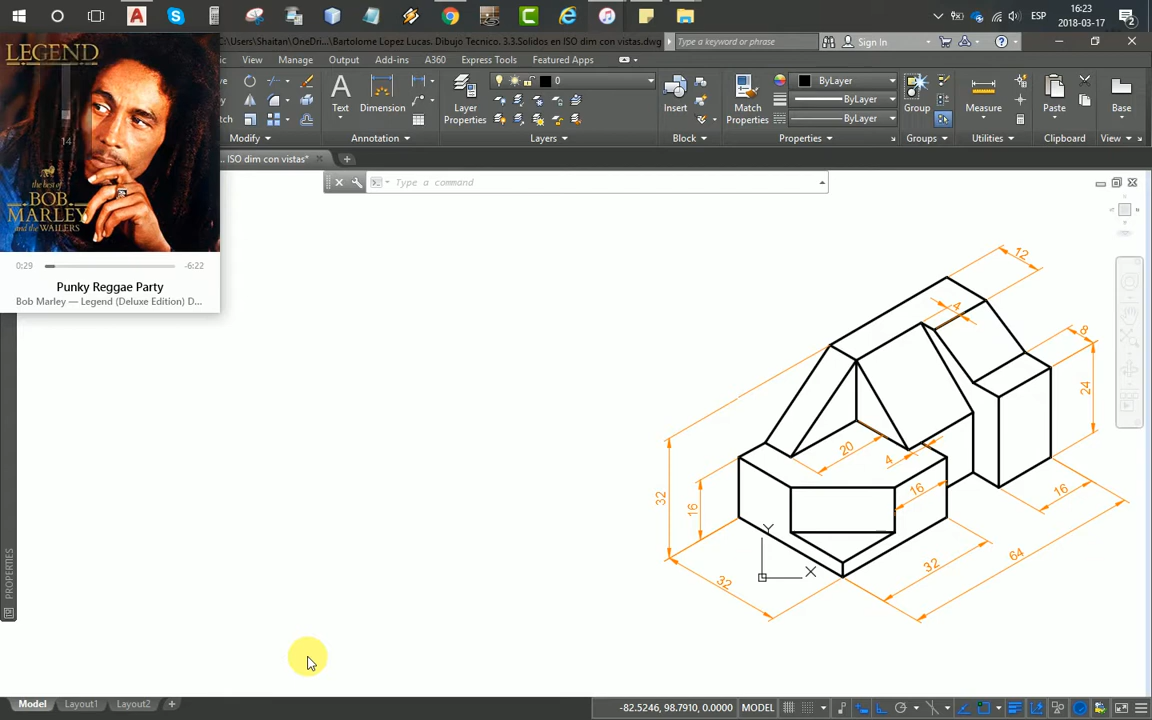 16:23
ESP
2018-03-17
2
LEGEND
C:\Users\Shaitan\OneDri... Bartolome Lopez Lucas. Dibujo Tecnico. 3.3.Solidos en ISO dim con vistas.dwg
Type a keyword or phrase
Sign In
View Manage Output Add-ins A360 Express Tools Featured Apps
0
ByLayer
ByLayer
ByLayer
Text
Dimension
Layer
Properties
Insert
Match
Properties
Group
Measure
Paste
Base
Modify
Annotation
Layers
Block
Properties
Groups
Utilities
Clipboard
View
14
... ISO dim con vistas*
Type a command
the best of
BOB
MARLEY
and the WAILERS
0:29
-6:22
Punky Reggae Party
Bob Marley — Legend (Deluxe Edition) D...
12
4
8
24
20
4
32
16
16
16
Y
X
32
32
64
PROPERTIES
Model
Layout1
Layout2
-82.5246, 98.7910, 0.0000
MODEL